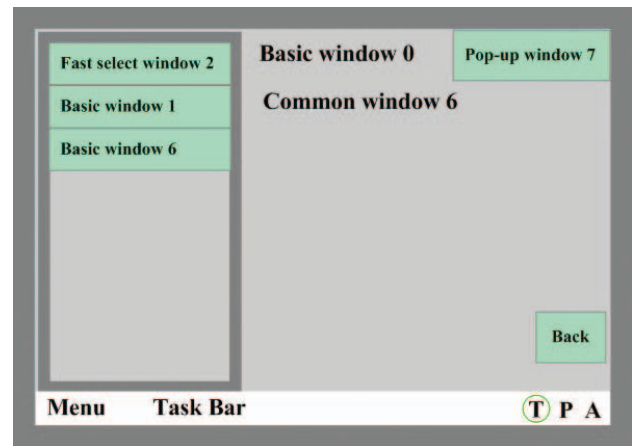 Fast select window 2
Basic window 1
Basic window 6
Basic window 0
Pop-up window 7
Common window 6
Back
Menu Task Bar T P A